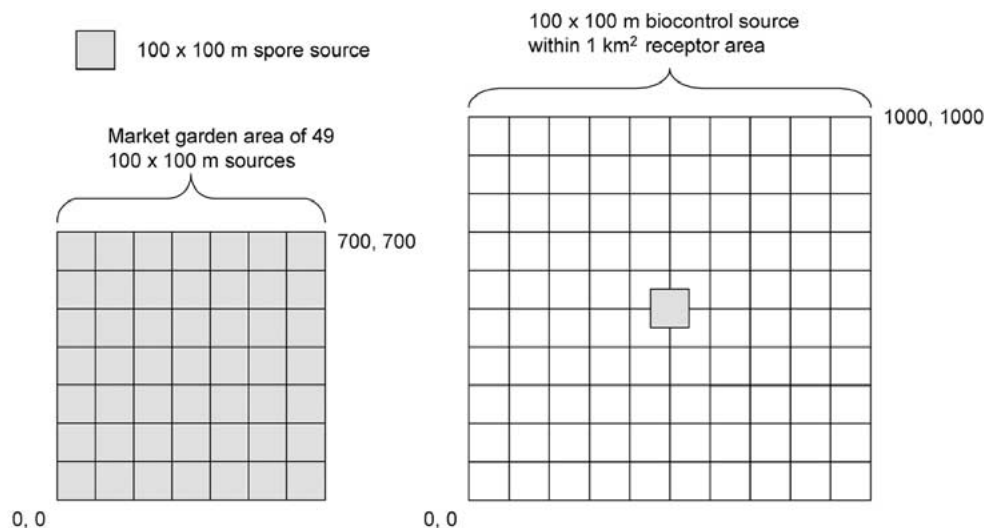 100 x 100 m spore source
Market garden area of 49
100 x 100 m sources
700, 700
0, 0
100 x 100 m biocontrol source
within 1 km² receptor area
1000, 1000
0, 0